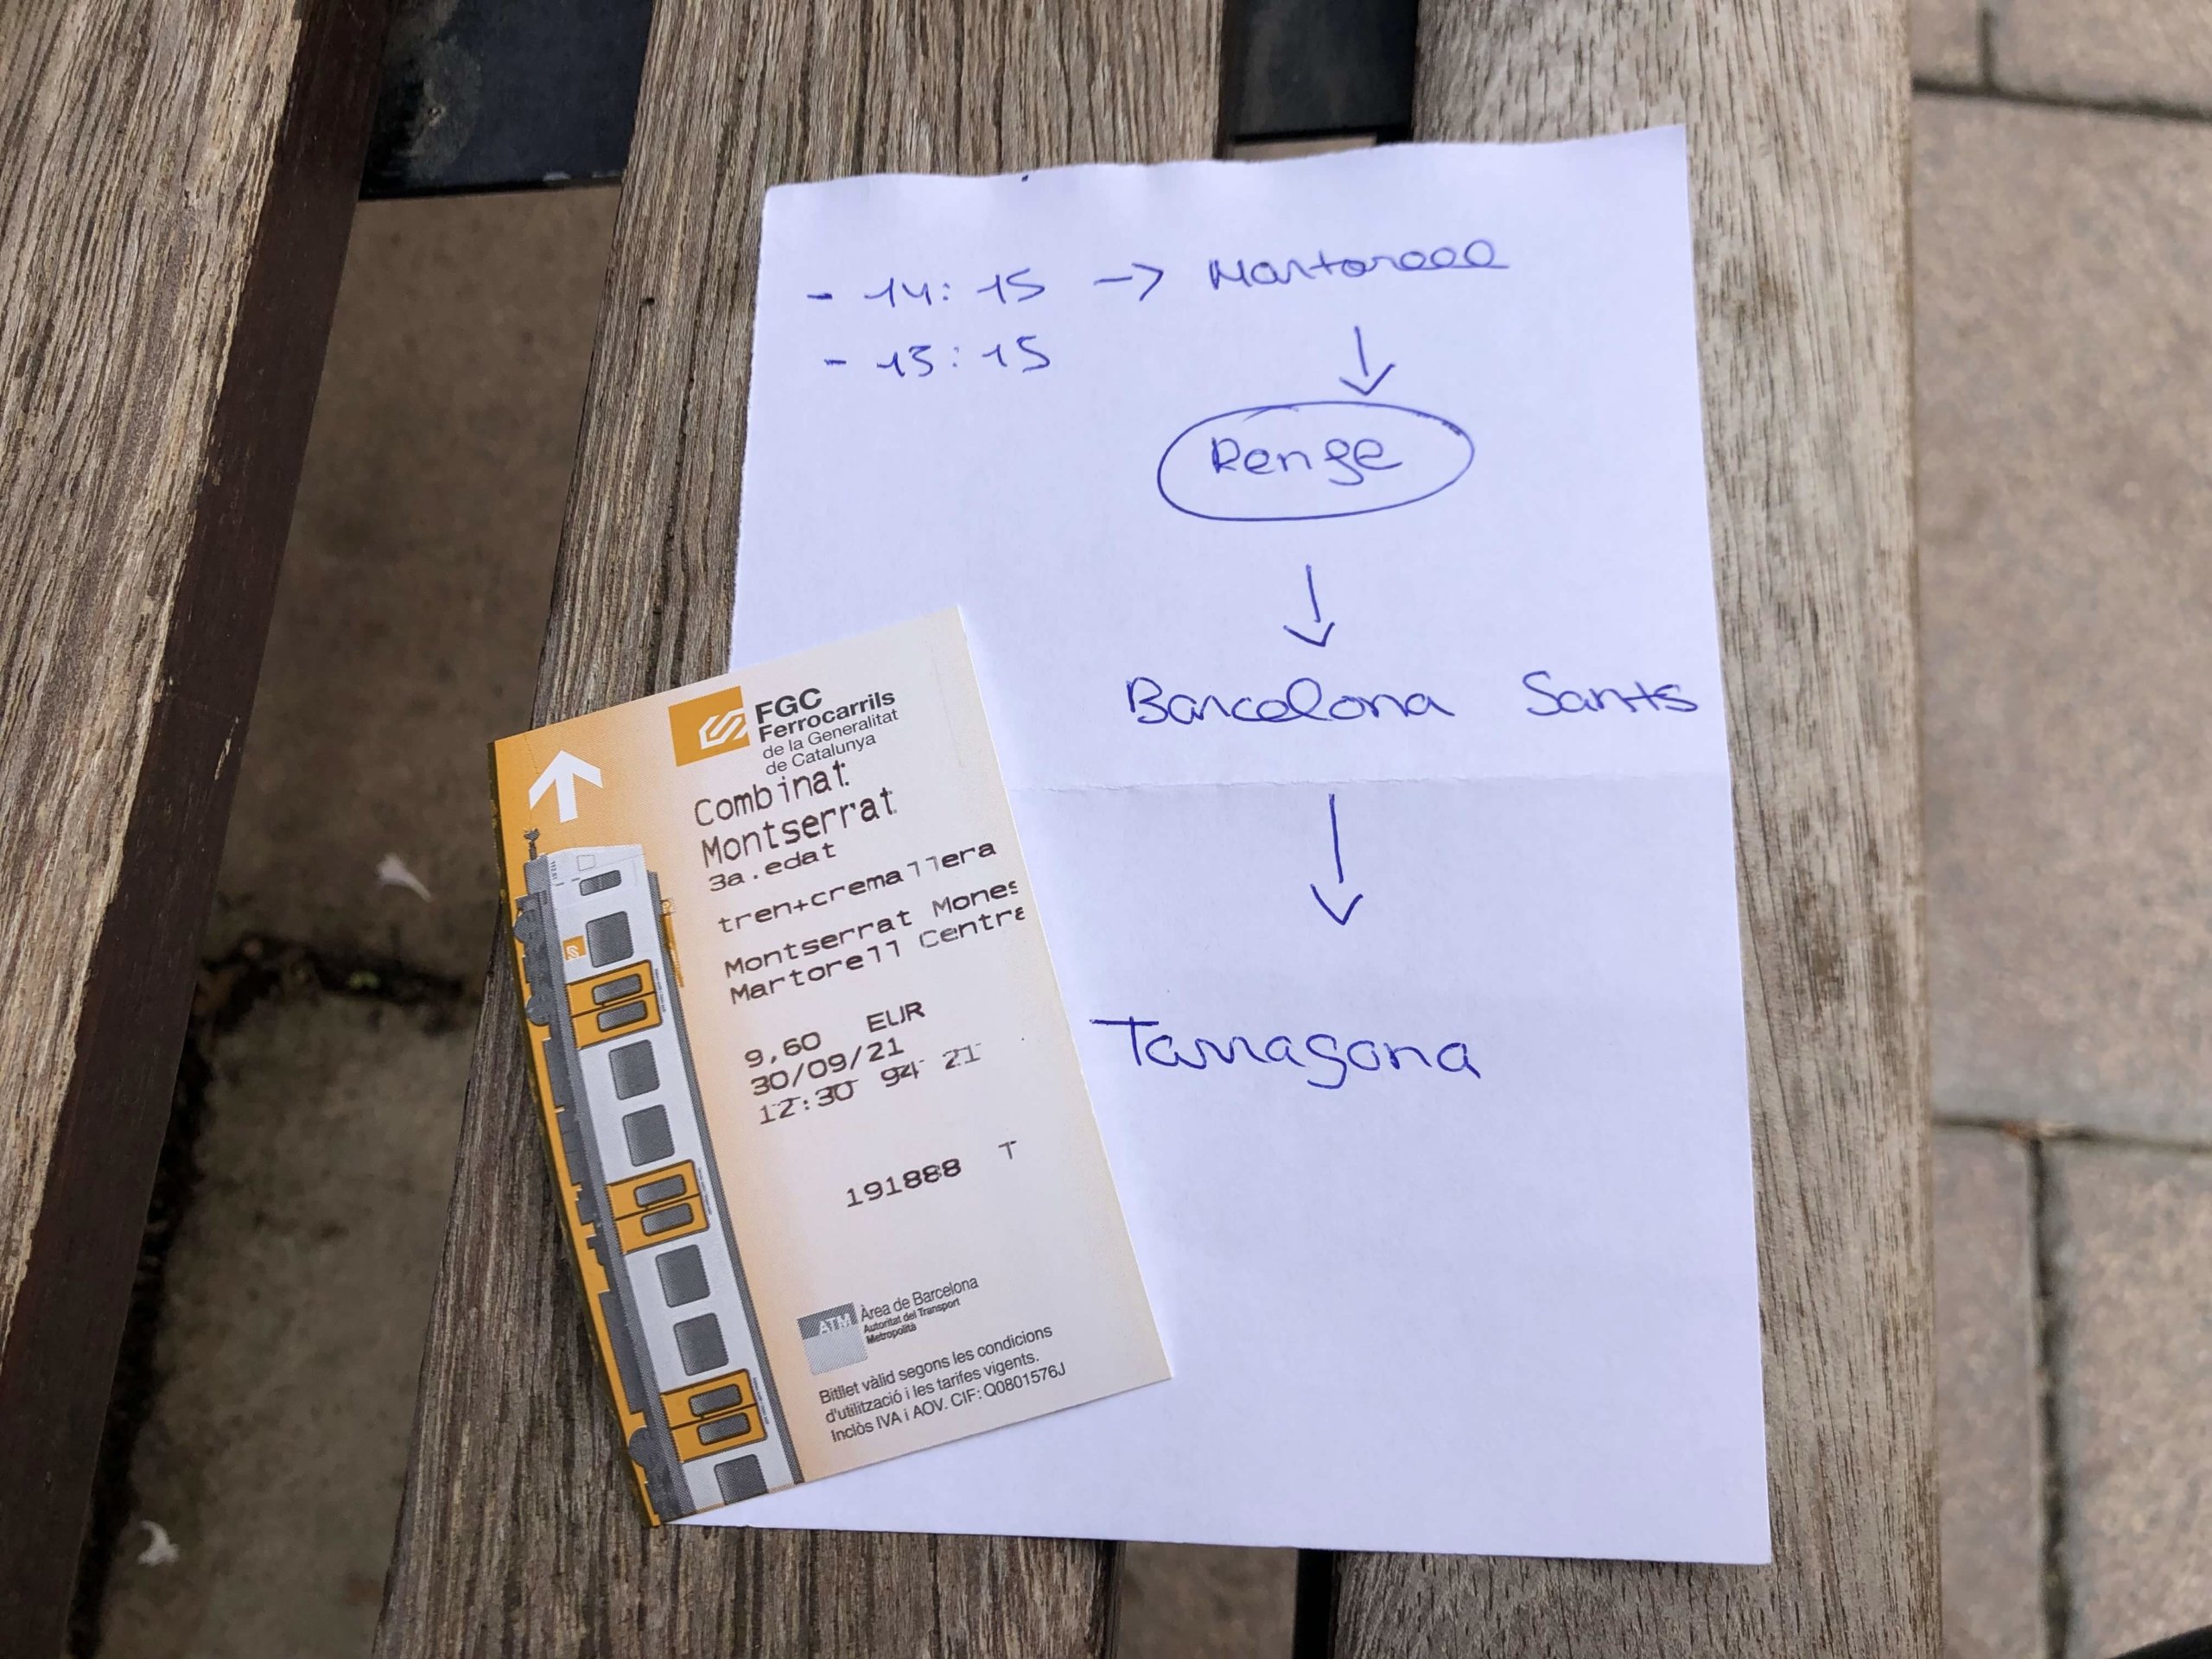 - 14:15 -> Martorell
- 13:15
Renfe
Barcelona Sants
Tarragona
FGC
Ferrocarrils
de la Generalitat
de Catalunya
Combinat
Montserrat
3a.edat
tren+cremallera
Montserrat Mones
Martorell Centra
9,60 EUR
30/09/21
12:30 94 21
191888 T
ATM Àrea de Barcelona
Autoritat del Transport
Metropolità
Bitllet vàlid segons les condicions
d'utilització i les tarifes vigents.
Inclòs IVA i AOV. CIF: Q0801576J